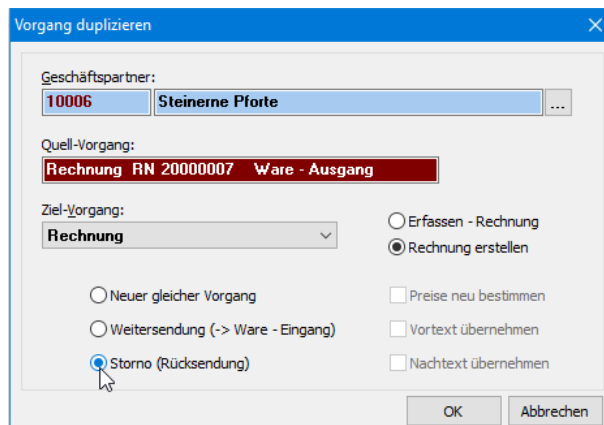 Vorgang duplizieren
Geschäftspartner:
10006 Steinerne Pforte ...
Quell-Vorgang:
Rechnung RN 20000007 Ware - Ausgang
Ziel-Vorgang:
Rechnung
Erfassen - Rechnung
Rechnung erstellen
Neuer gleicher Vorgang Preise neu bestimmen
Weitersendung (-> Ware - Eingang) Vortext übernehmen
Storno (Rücksendung) Nachtext übernehmen
OK Abbrechen